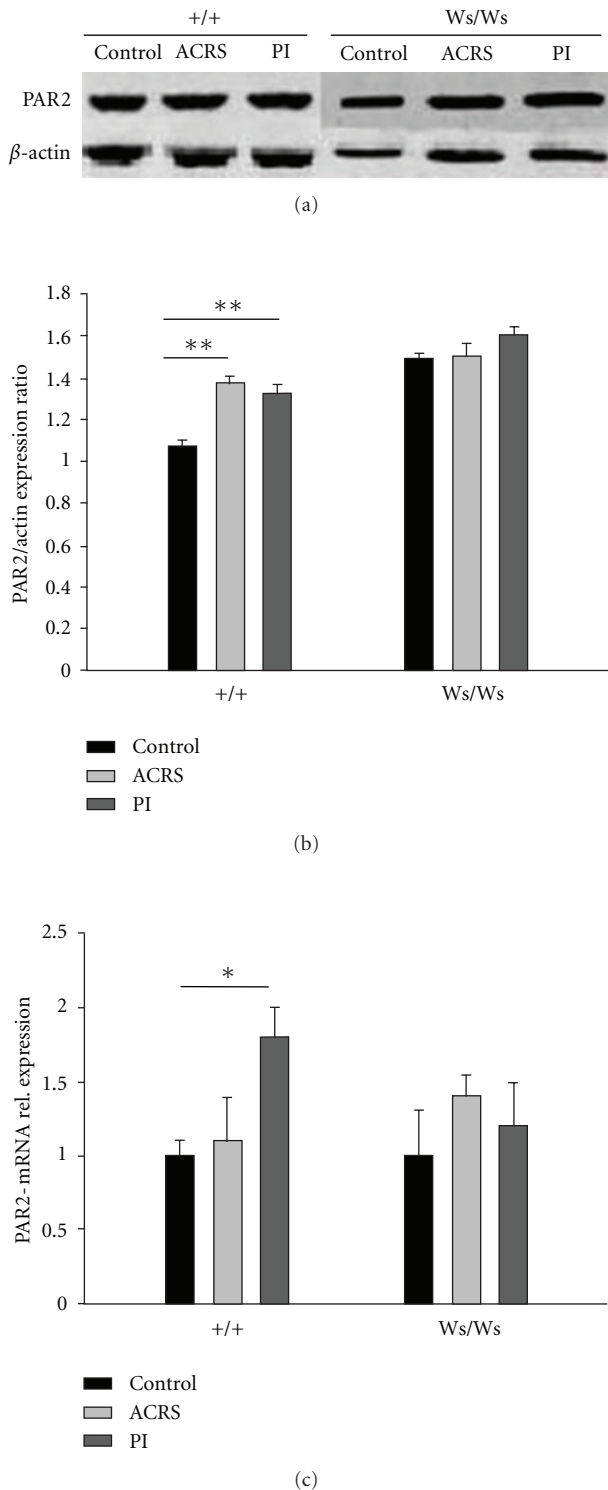 +/+ Ws/Ws
Control ACRS PI Control ACRS PI
PAR2
β-actin
(a)
PAR2/actin expression ratio
1.8
1.6
1.4
1.2
1
0.8
0.6
0.4
0.2
0
**
**
+/+ Ws/Ws
Control
ACRS
PI
(b)
PAR2-mRNA rel. expression
2.5
2
1.5
1
0.5
0
*
+/+ Ws/Ws
Control
ACRS
PI
(c)